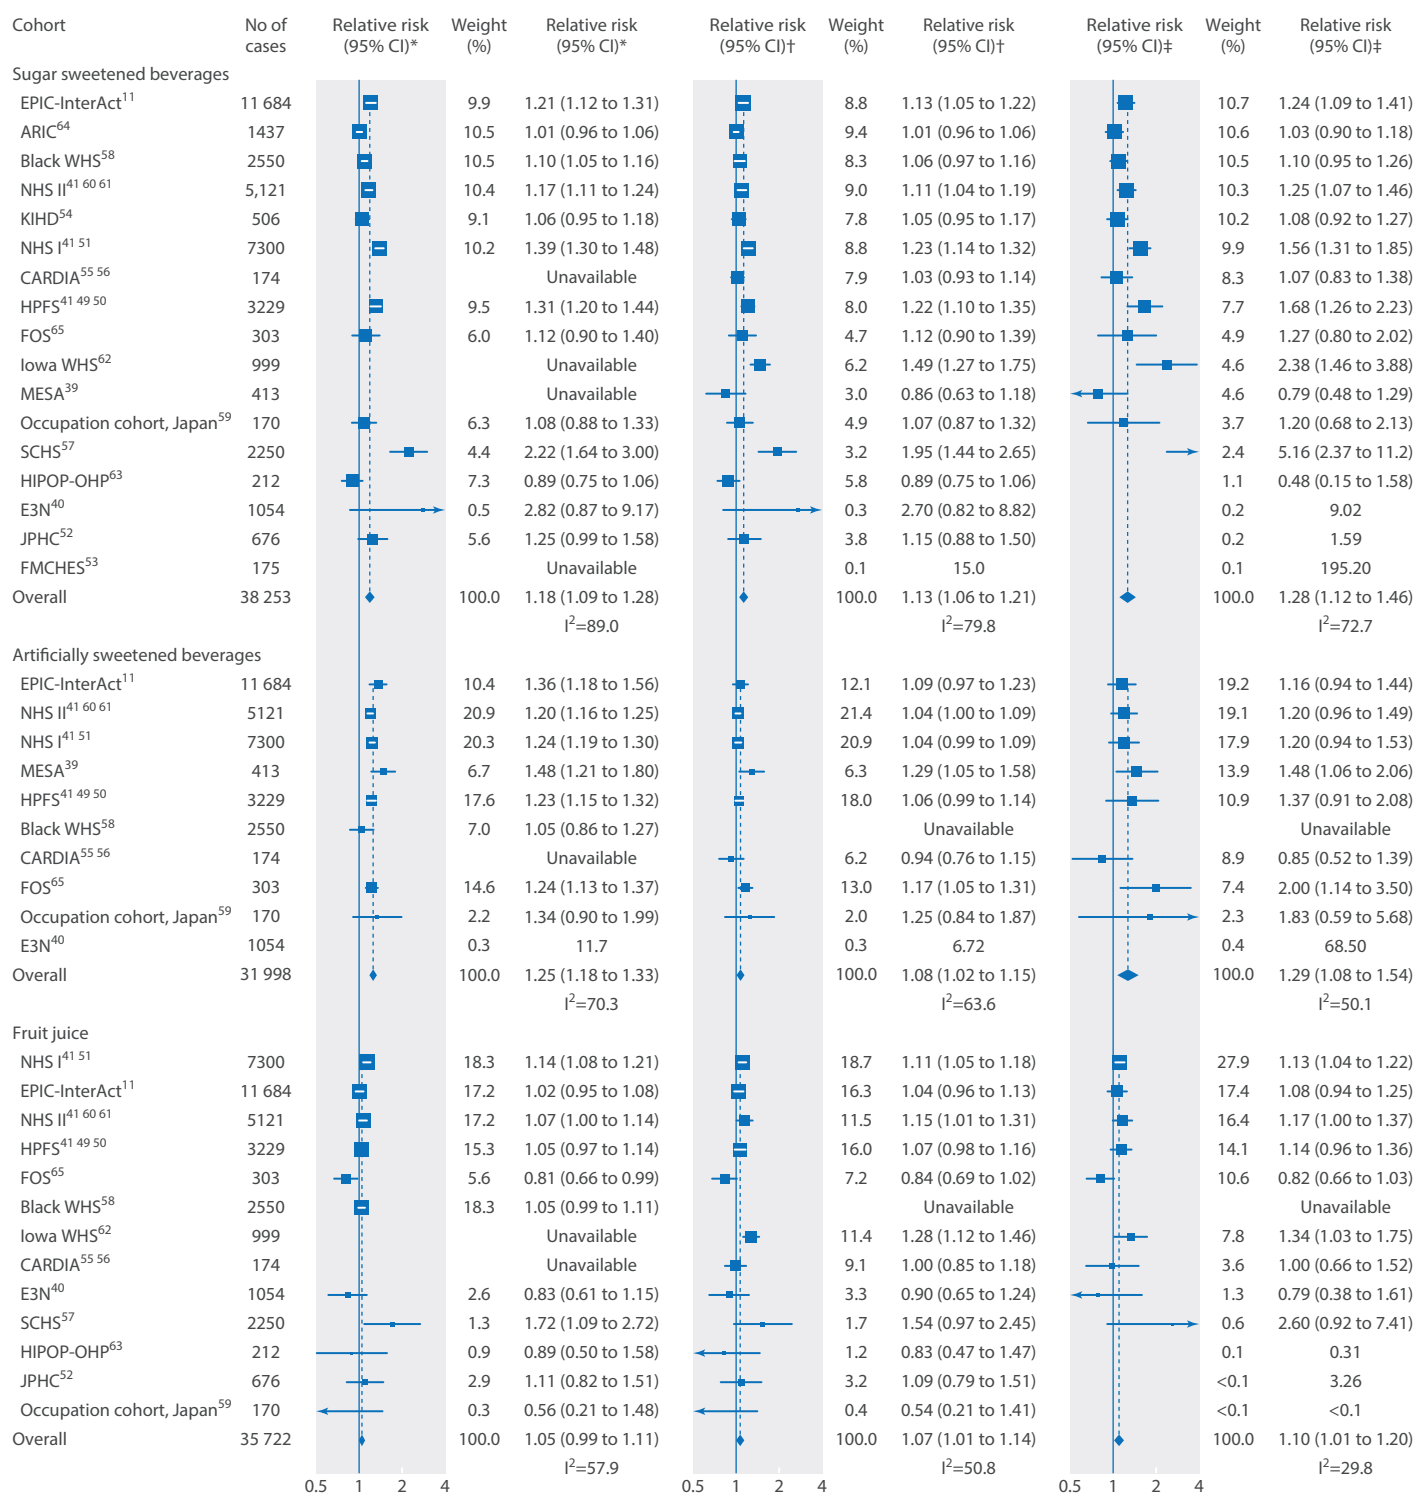 Cohort No of cases Relative risk (95% CI)* Weight (%) Relative risk (95% CI)* Relative risk (95% CI)† Weight (%) Relative risk (95% CI)† Relative risk (95% CI)‡ Weight (%) Relative risk (95% CI)‡
Sugar sweetened beverages
EPIC-InterAct11 11 684 9.9 1.21 (1.12 to 1.31) 8.8 1.13 (1.05 to 1.22) 10.7 1.24 (1.09 to 1.41)
ARIC64 1437 10.5 1.01 (0.96 to 1.06) 9.4 1.01 (0.96 to 1.06) 10.6 1.03 (0.90 to 1.18)
Black WHS58 2550 10.5 1.10 (1.05 to 1.16) 8.3 1.06 (0.97 to 1.16) 10.5 1.10 (0.95 to 1.26)
NHS II41 60 61 5,121 10.4 1.17 (1.11 to 1.24) 9.0 1.11 (1.04 to 1.19) 10.3 1.25 (1.07 to 1.46)
KIHD54 506 9.1 1.06 (0.95 to 1.18) 7.8 1.05 (0.95 to 1.17) 10.2 1.08 (0.92 to 1.27)
NHS I41 51 7300 10.2 1.39 (1.30 to 1.48) 8.8 1.23 (1.14 to 1.32) 9.9 1.56 (1.31 to 1.85)
CARDIA55 56 174 Unavailable 7.9 1.03 (0.93 to 1.14) 8.3 1.07 (0.83 to 1.38)
HPFS41 49 50 3229 9.5 1.31 (1.20 to 1.44) 8.0 1.22 (1.10 to 1.35) 7.7 1.68 (1.26 to 2.23)
FOS65 303 6.0 1.12 (0.90 to 1.40) 4.7 1.12 (0.90 to 1.39) 4.9 1.27 (0.80 to 2.02)
Iowa WHS62 999 Unavailable 6.2 1.49 (1.27 to 1.75) 4.6 2.38 (1.46 to 3.88)
MESA39 413 Unavailable 3.0 0.86 (0.63 to 1.18) 4.6 0.79 (0.48 to 1.29)
Occupation cohort, Japan59 170 6.3 1.08 (0.88 to 1.33) 4.9 1.07 (0.87 to 1.32) 3.7 1.20 (0.68 to 2.13)
SCHS57 2250 4.4 2.22 (1.64 to 3.00) 3.2 1.95 (1.44 to 2.65) 2.4 5.16 (2.37 to 11.2)
HIPOP-OHP63 212 7.3 0.89 (0.75 to 1.06) 5.8 0.89 (0.75 to 1.06) 1.1 0.48 (0.15 to 1.58)
E3N40 1054 0.5 2.82 (0.87 to 9.17) 0.3 2.70 (0.82 to 8.82) 0.2 9.02
JPHC52 676 5.6 1.25 (0.99 to 1.58) 3.8 1.15 (0.88 to 1.50) 0.2 1.59
FMCHES53 175 Unavailable 0.1 15.0 0.1 195.20
Overall 38 253 100.0 1.18 (1.09 to 1.28) 100.0 1.13 (1.06 to 1.21) 100.0 1.28 (1.12 to 1.46)
I2=89.0 I2=79.8 I2=72.7
Artificially sweetened beverages
EPIC-InterAct11 11 684 10.4 1.36 (1.18 to 1.56) 12.1 1.09 (0.97 to 1.23) 19.2 1.16 (0.94 to 1.44)
NHS II41 60 61 5121 20.9 1.20 (1.16 to 1.25) 21.4 1.04 (1.00 to 1.09) 19.1 1.20 (0.96 to 1.49)
NHS I41 51 7300 20.3 1.24 (1.19 to 1.30) 20.9 1.04 (0.99 to 1.09) 17.9 1.20 (0.94 to 1.53)
MESA39 413 6.7 1.48 (1.21 to 1.80) 6.3 1.29 (1.05 to 1.58) 13.9 1.48 (1.06 to 2.06)
HPFS41 49 50 3229 17.6 1.23 (1.15 to 1.32) 18.0 1.06 (0.99 to 1.14) 10.9 1.37 (0.91 to 2.08)
Black WHS58 2550 7.0 1.05 (0.86 to 1.27) Unavailable Unavailable
CARDIA55 56 174 Unavailable 6.2 0.94 (0.76 to 1.15) 8.9 0.85 (0.52 to 1.39)
FOS65 303 14.6 1.24 (1.13 to 1.37) 13.0 1.17 (1.05 to 1.31) 7.4 2.00 (1.14 to 3.50)
Occupation cohort, Japan59 170 2.2 1.34 (0.90 to 1.99) 2.0 1.25 (0.84 to 1.87) 2.3 1.83 (0.59 to 5.68)
E3N40 1054 0.3 11.7 0.3 6.72 0.4 68.50
Overall 31 998 100.0 1.25 (1.18 to 1.33) 100.0 1.08 (1.02 to 1.15) 100.0 1.29 (1.08 to 1.54)
I2=70.3 I2=63.6 I2=50.1
Fruit juice
NHS I41 51 7300 18.3 1.14 (1.08 to 1.21) 18.7 1.11 (1.05 to 1.18) 27.9 1.13 (1.04 to 1.22)
EPIC-InterAct11 11 684 17.2 1.02 (0.95 to 1.08) 16.3 1.04 (0.96 to 1.13) 17.4 1.08 (0.94 to 1.25)
NHS II41 60 61 5121 17.2 1.07 (1.00 to 1.14) 11.5 1.15 (1.01 to 1.31) 16.4 1.17 (1.00 to 1.37)
HPFS41 49 50 3229 15.3 1.05 (0.97 to 1.14) 16.0 1.07 (0.98 to 1.16) 14.1 1.14 (0.96 to 1.36)
FOS65 303 5.6 0.81 (0.66 to 0.99) 7.2 0.84 (0.69 to 1.02) 10.6 0.82 (0.66 to 1.03)
Black WHS58 2550 18.3 1.05 (0.99 to 1.11) Unavailable Unavailable
Iowa WHS62 999 Unavailable 11.4 1.28 (1.12 to 1.46) 7.8 1.34 (1.03 to 1.75)
CARDIA55 56 174 Unavailable 9.1 1.00 (0.85 to 1.18) 3.6 1.00 (0.66 to 1.52)
E3N40 1054 2.6 0.83 (0.61 to 1.15) 3.3 0.90 (0.65 to 1.24) 1.3 0.79 (0.38 to 1.61)
SCHS57 2250 1.3 1.72 (1.09 to 2.72) 1.7 1.54 (0.97 to 2.45) 0.6 2.60 (0.92 to 7.41)
HIPOP-OHP63 212 0.9 0.89 (0.50 to 1.58) 1.2 0.83 (0.47 to 1.47) 0.1 0.31
JPHC52 676 2.9 1.11 (0.82 to 1.51) 3.2 1.09 (0.79 to 1.51) <0.1 3.26
Occupation cohort, Japan59 170 0.3 0.56 (0.21 to 1.48) 0.4 0.54 (0.21 to 1.41) <0.1 <0.1
Overall 35 722 100.0 1.05 (0.99 to 1.11) 100.0 1.07 (1.01 to 1.14) 100.0 1.10 (1.01 to 1.20)
I2=57.9 I2=50.8 I2=29.8
0.5 1 2 4 0.5 1 2 4 0.5 1 2 4